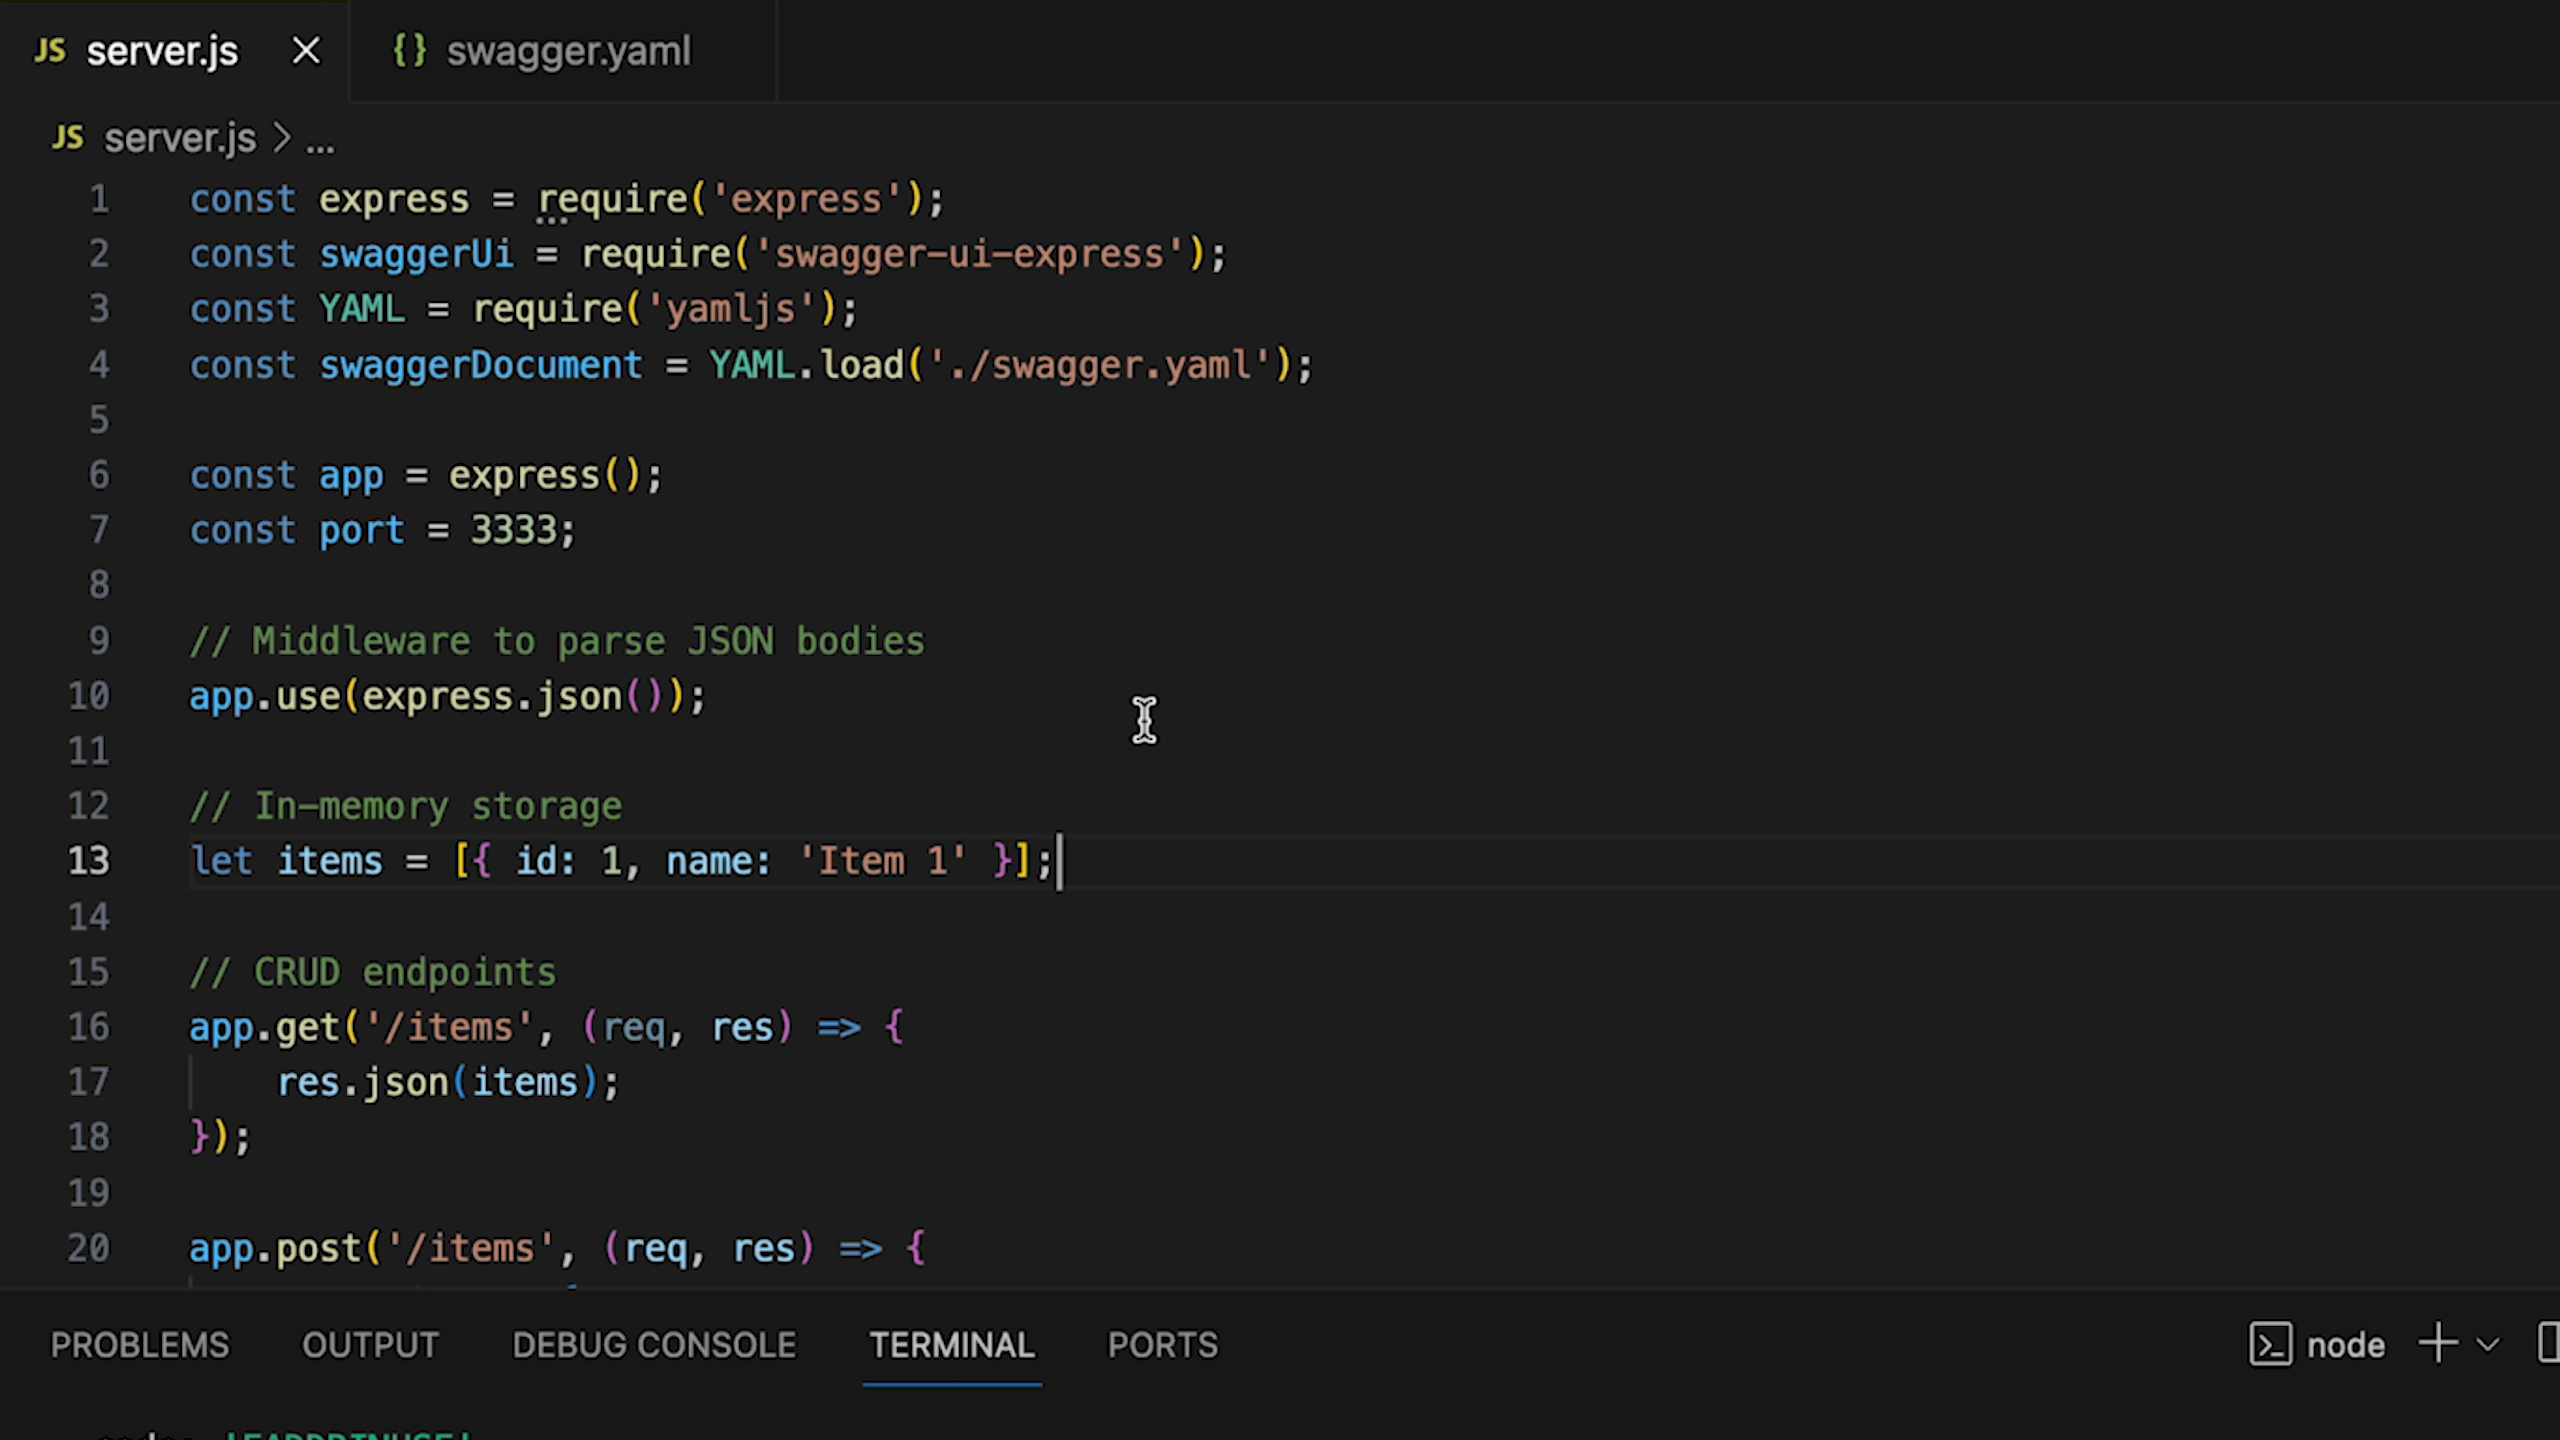 JS server.js
{} swagger.yaml
JS server.js > ...
1 const express = require('express');
2 const swaggerUi = require('swagger-ui-express');
3 const YAML = require('yamljs');
4 const swaggerDocument = YAML.load('./swagger.yaml');
5
6 const app = express();
7 const port = 3333;
8
9 // Middleware to parse JSON bodies
10 app.use(express.json());
11
12 // In-memory storage
13 let items = [{ id: 1, name: 'Item 1' }];
14
15 // CRUD endpoints
16 app.get('/items', (req, res) => {
17     res.json(items);
18 });
19
20 app.post('/items', (req, res) => {
PROBLEMS OUTPUT DEBUG CONSOLE TERMINAL PORTS node